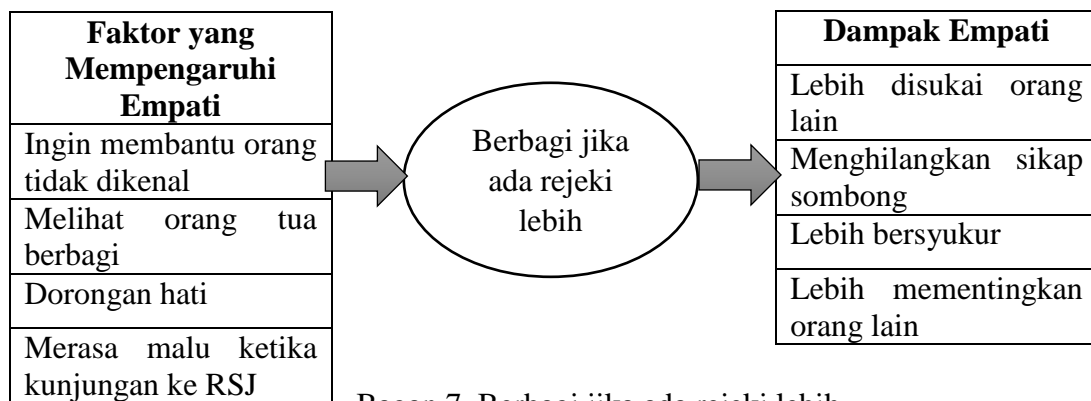 Faktor yang
Mempengaruhi
Empati
Ingin membantu orang
tidak dikenal
Melihat orang tua
berbagi
Dorongan hati
Merasa malu ketika
kunjungan ke RSJ
Berbagi jika
ada rejeki
lebih
Dampak Empati
Lebih disukai orang
lain
Menghilangkan sikap
sombong
Lebih bersyukur
Lebih mementingkan
orang lain
Bagan 7. Berbagi jika ada rejeki lebih